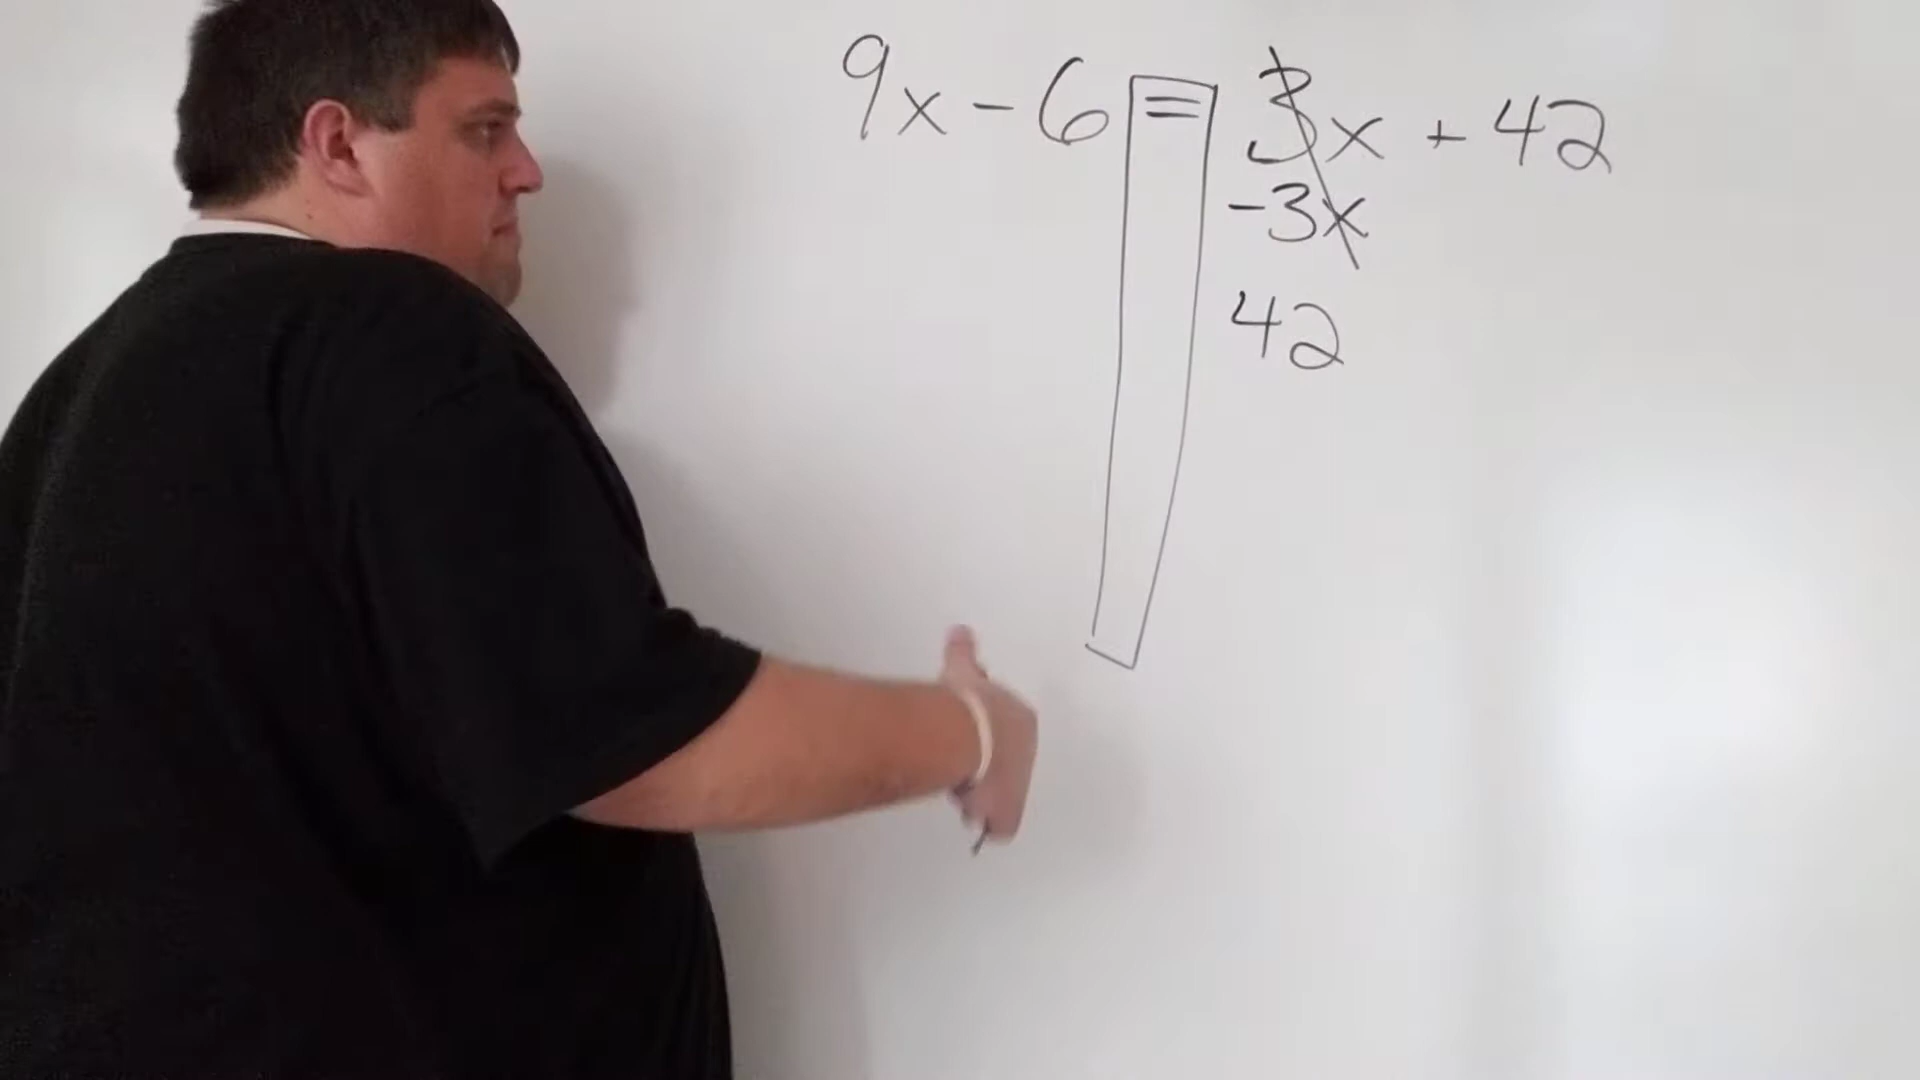 9x - 6 = 3x + 42
-3x
42